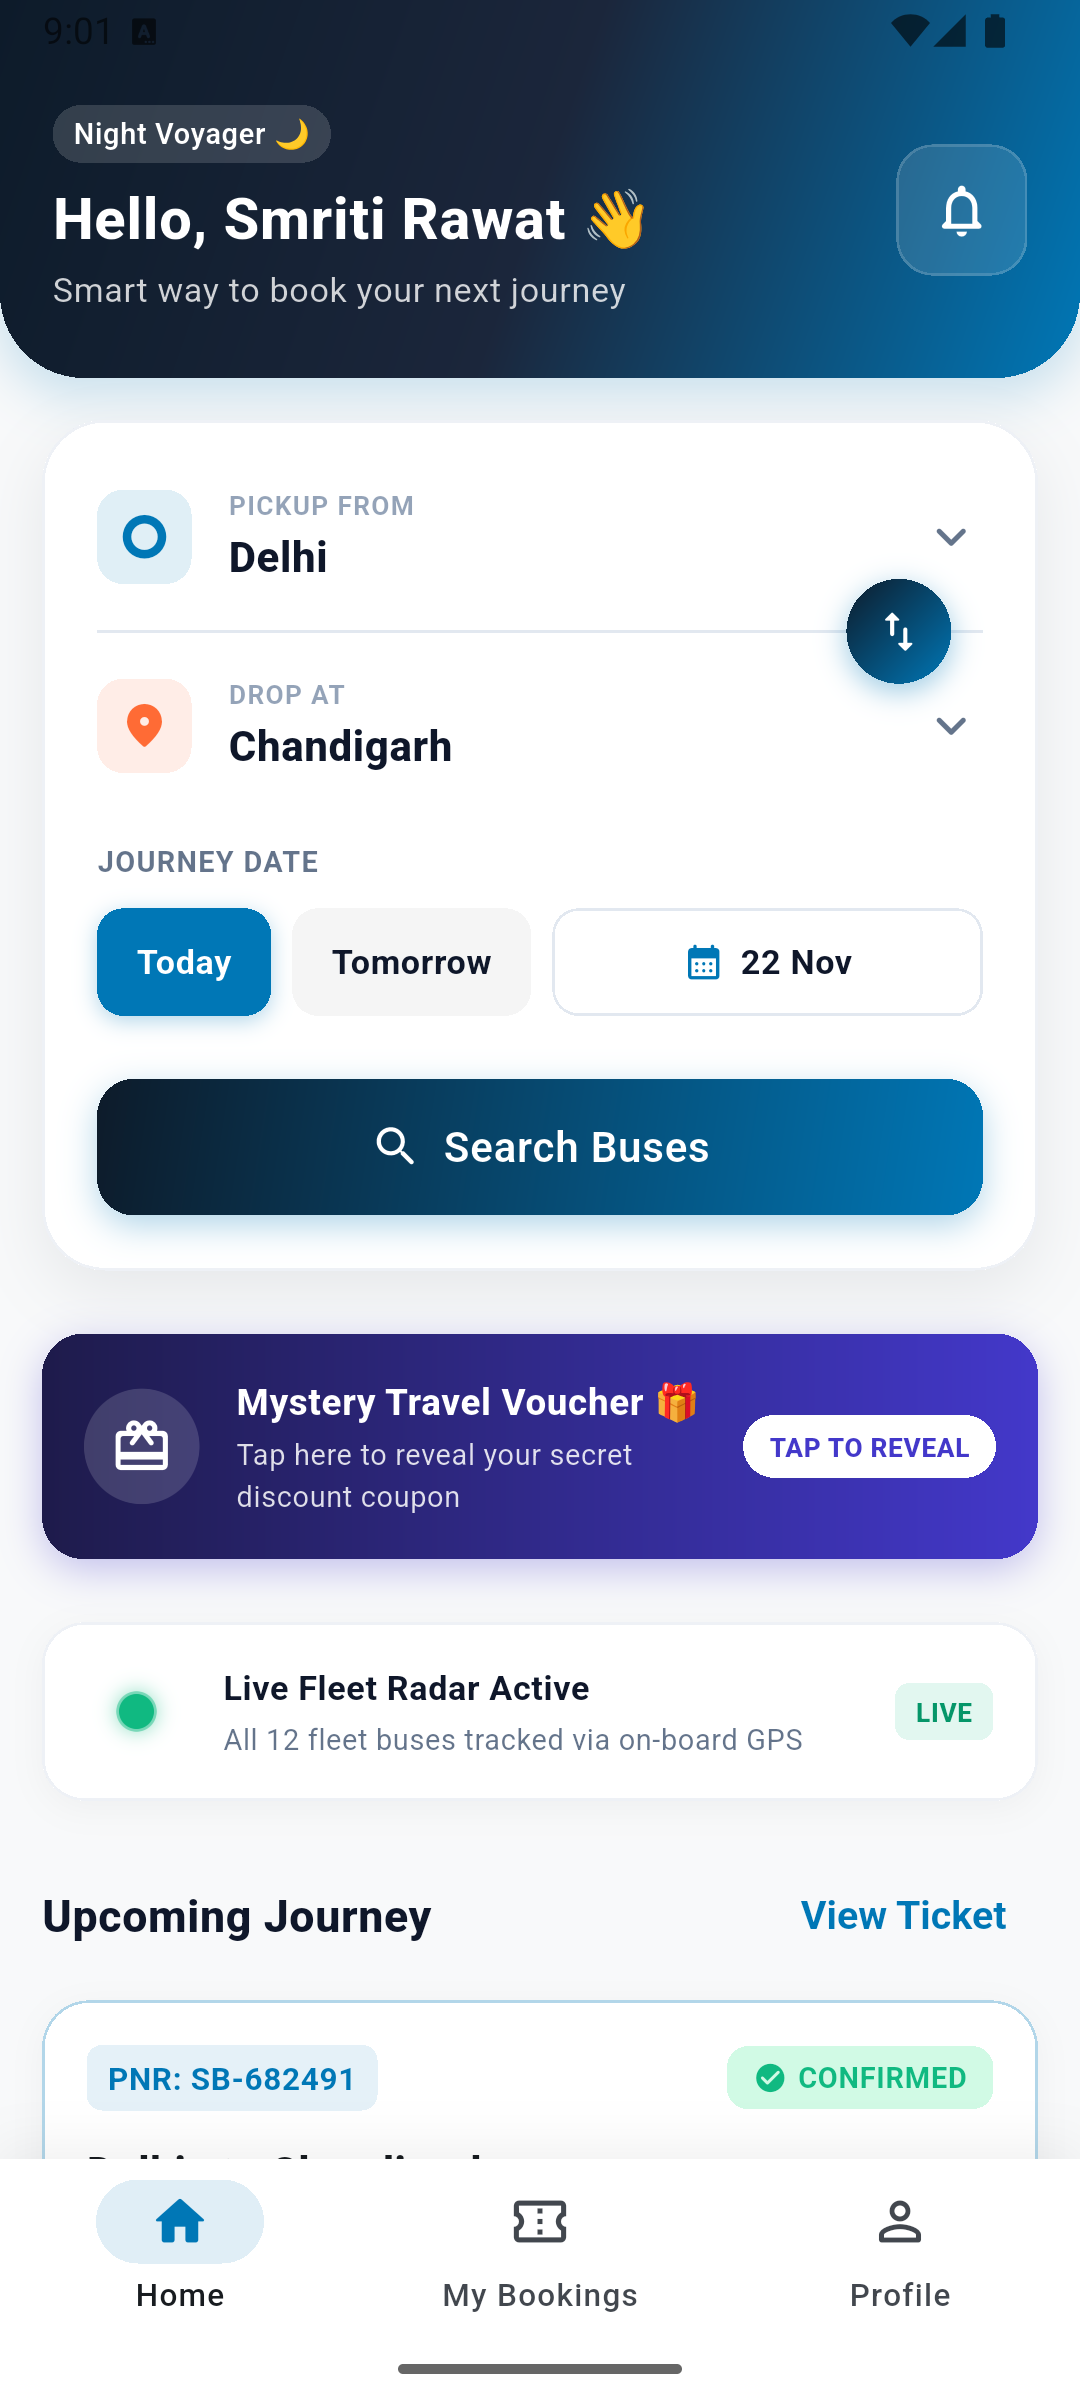 9:01
Night Voyager 🌙
Hello, Smriti Rawat 👋
Smart way to book your next journey
PICKUP FROM
Delhi
DROP AT
Chandigarh
JOURNEY DATE
Today
Tomorrow
22 Nov
Search Buses
Mystery Travel Voucher 🎁
Tap here to reveal your secret
discount coupon
TAP TO REVEAL
Live Fleet Radar Active
All 12 fleet buses tracked via on-board GPS
LIVE
Upcoming Journey
View Ticket
PNR: SB-682491
CONFIRMED
Home
My Bookings
Profile